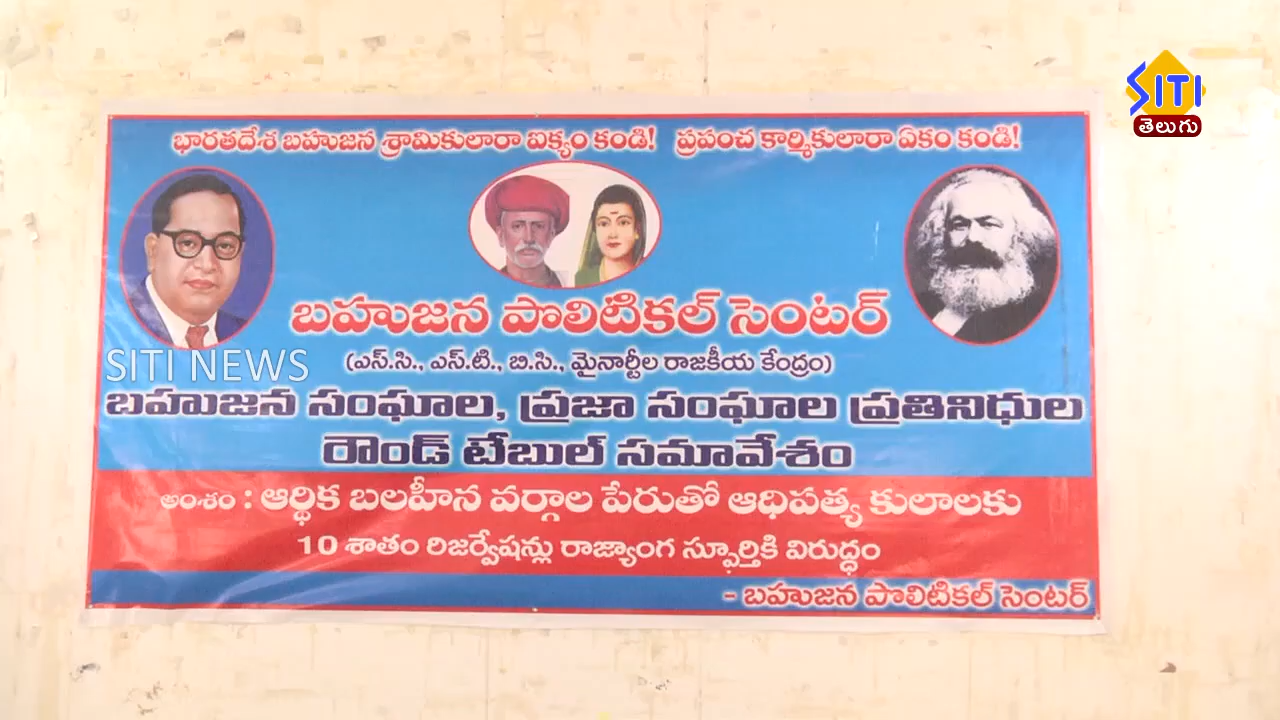 SITI
తెలుగు
భారతదేశ బహుజన శ్రామికులారా ఐక్యం కండి! ప్రపంచ కార్మికులారా ఏకం కండి!
బహుజన పొలిటికల్ సెంటర్
(ఎస్.సి., ఎస్.టి., బి.సి., మైనార్టీల రాజకీయ కేంద్రం)
SITI NEWS
బహుజన సంఘాల, ప్రజా సంఘాల ప్రతినిధుల
రౌండ్ టేబుల్ సమావేశం
అంశం : ఆర్థిక బలహీన వర్గాల పేరుతో ఆధిపత్య కులాలకు
10 శాతం రిజర్వేషన్లు రాజ్యాంగ స్ఫూర్తికి విరుద్ధం
- బహుజన పొలిటికల్ సెంటర్